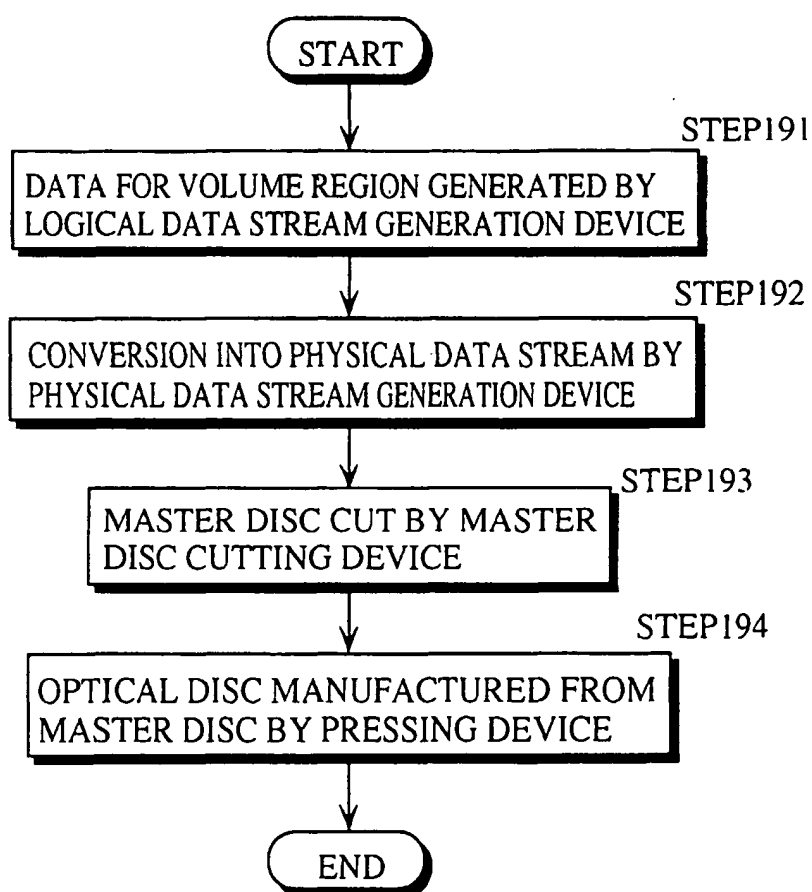 START
STEP191
DATA FOR VOLUME REGION GENERATED BY
LOGICAL DATA STREAM GENERATION DEVICE
STEP192
CONVERSION INTO PHYSICAL DATA STREAM BY
PHYSICAL DATA STREAM GENERATION DEVICE
STEP193
MASTER DISC CUT BY MASTER
DISC CUTTING DEVICE
STEP194
OPTICAL DISC MANUFACTURED FROM
MASTER DISC BY PRESSING DEVICE
END